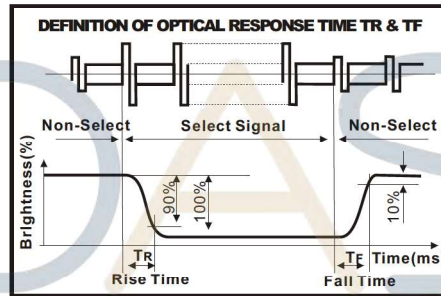 DEFINITION OF OPTICAL RESPONSE TIME TR & TF
Non-Select Select Signal Non-Select
Brightness(%)
90%
100%
10%
TR TF Time(ms
Rise Time Fall Time
DAS